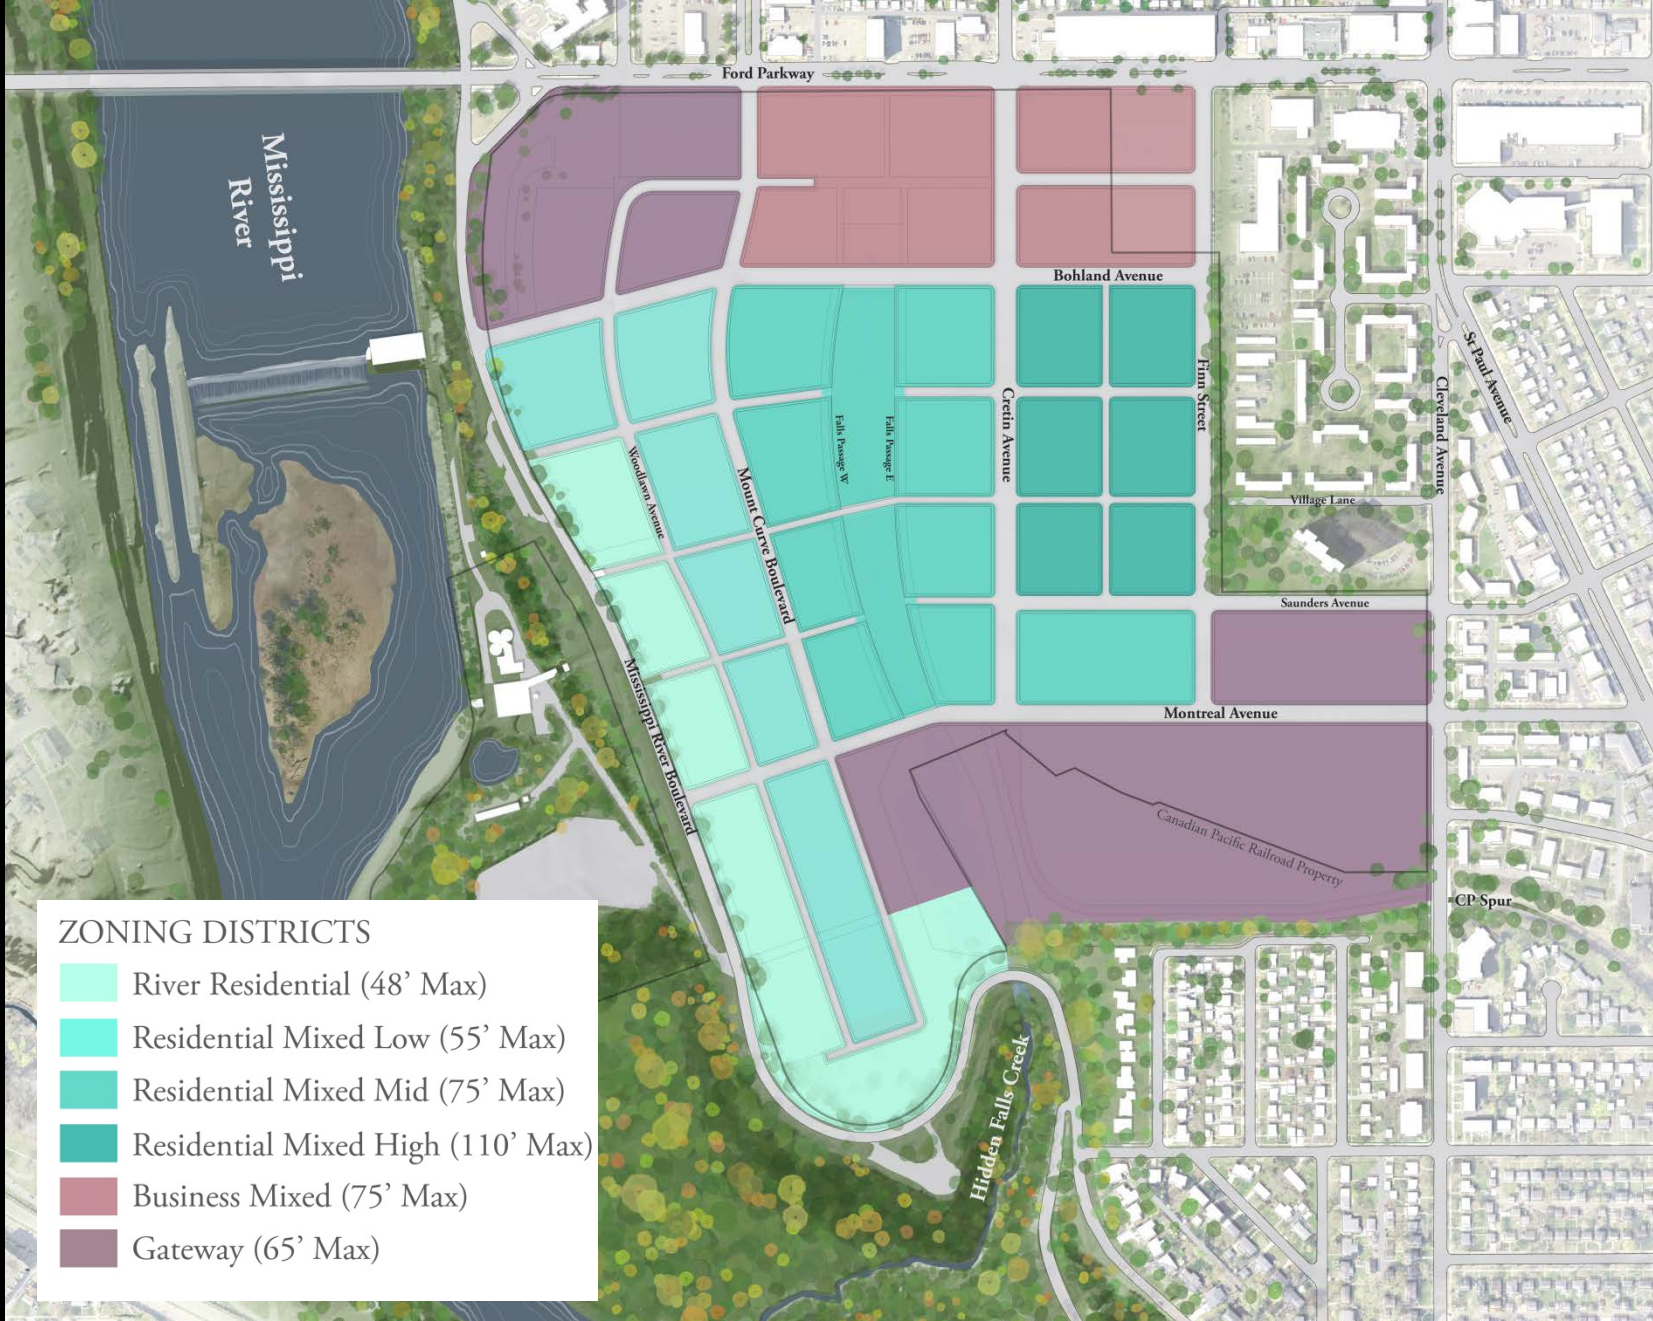 Ford Parkway
Mississippi
River
Bohland Avenue
Finn Street
Cretin Avenue
Falls Passage W
Falls Passage E
St Paul Avenue
Cleveland Avenue
Woodlawn Avenue
Mount Curve Boulevard
Village Lane
Saunders Avenue
Mississippi River Boulevard
Montreal Avenue
Canadian Pacific Railroad Property
CP Spur
Hidden Falls Creek
ZONING DISTRICTS
River Residential (48’ Max)
Residential Mixed Low (55’ Max)
Residential Mixed Mid (75’ Max)
Residential Mixed High (110’ Max)
Business Mixed (75’ Max)
Gateway (65’ Max)